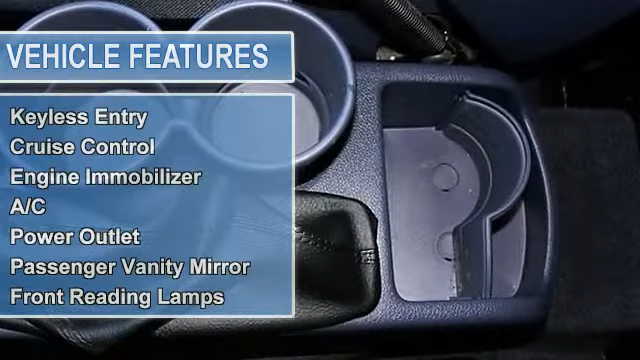 VEHICLE FEATURES
Keyless Entry
Cruise Control
Engine Immobilizer
A/C
Power Outlet
Passenger Vanity Mirror
Front Reading Lamps